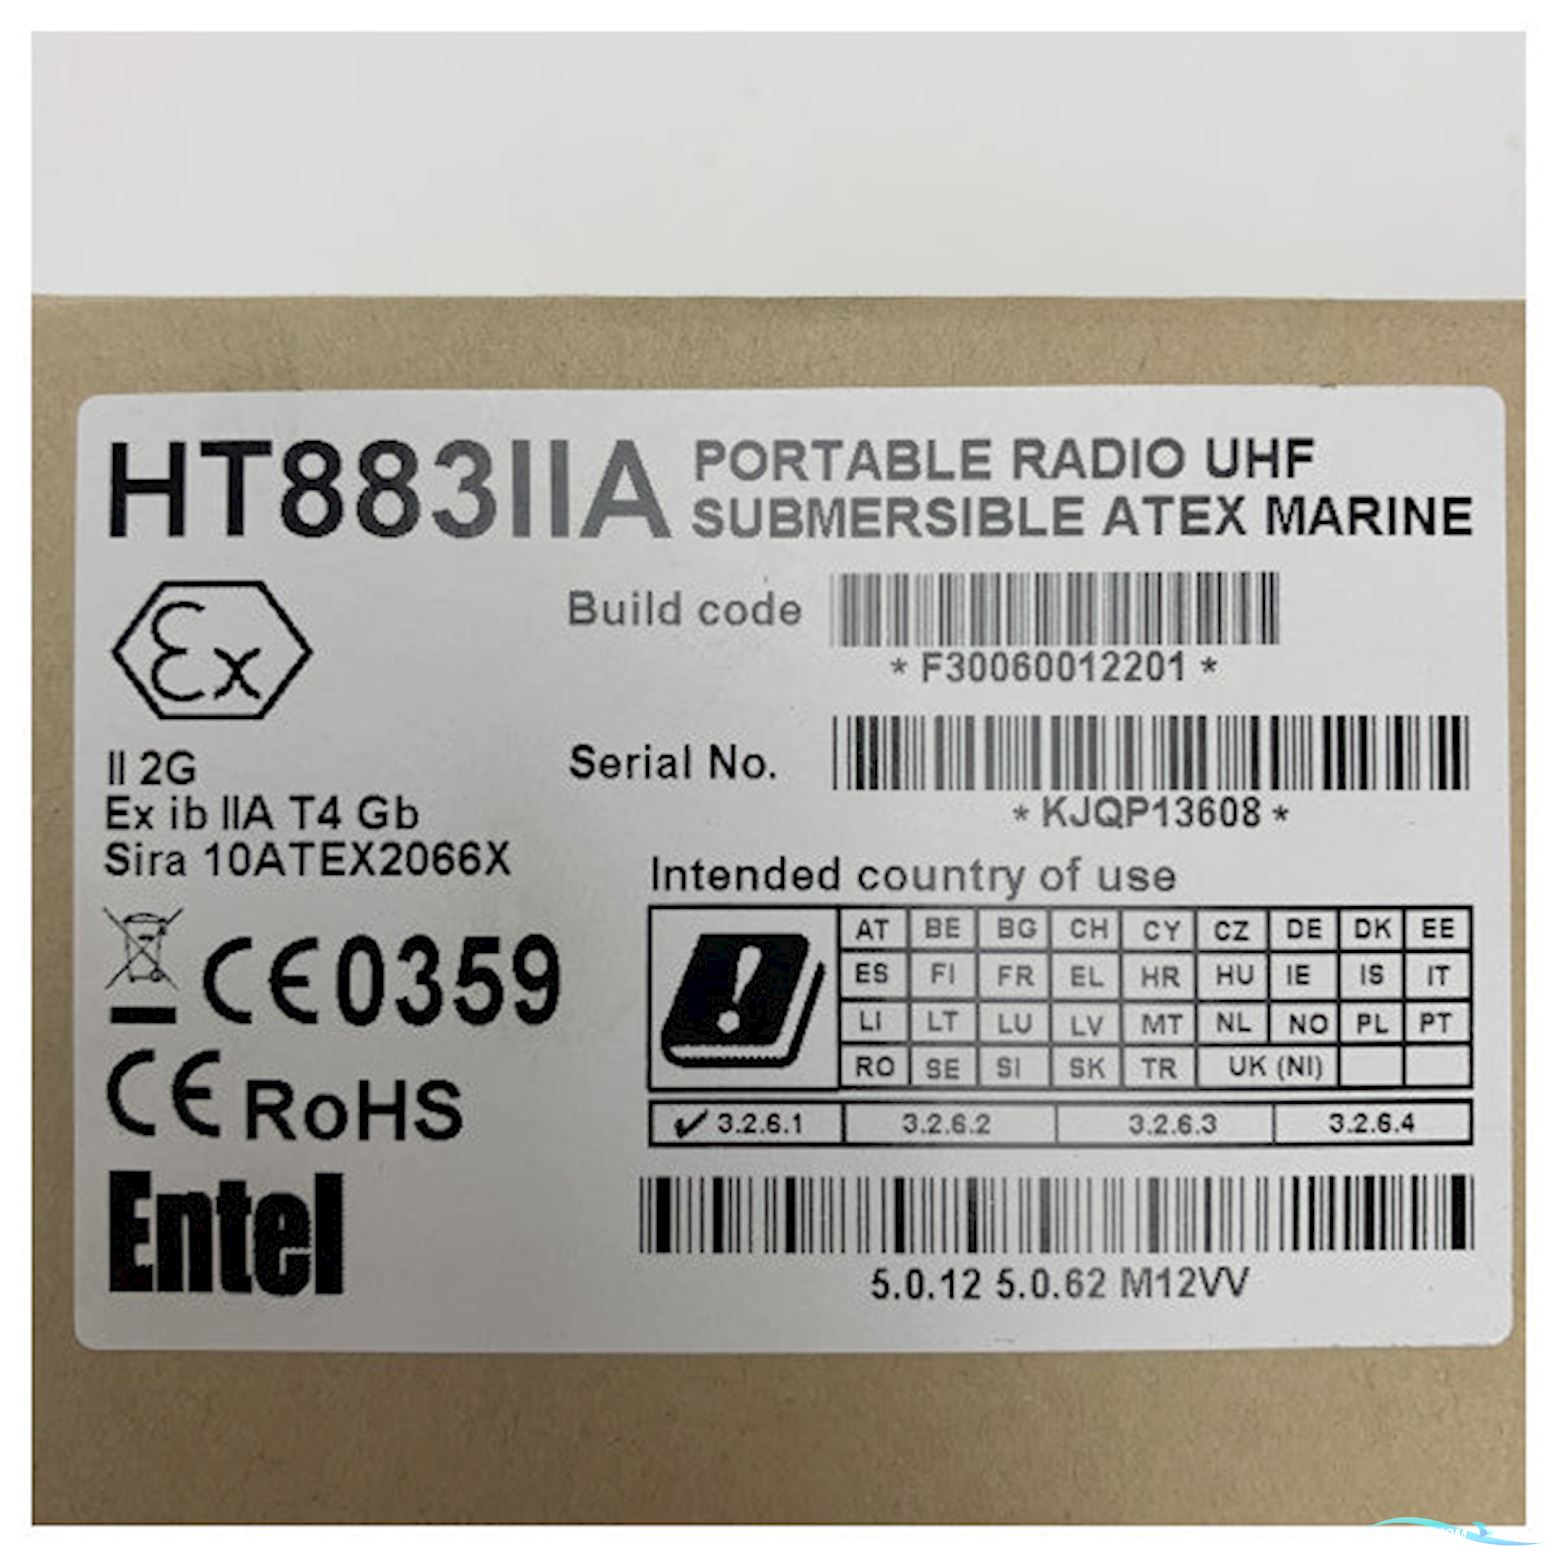 HT883IIA
PORTABLE RADIO UHF
SUBMERSIBLE ATEX MARINE
Ex
Build code
* F30060012201 *
II 2G
Ex ib IIA T4 Gb
Sira 10ATEX2066X
Serial No.
* KJQP13608 *
Intended country of use
AT BE BG CH CY CZ DE DK EE
ES FI FR EL HR HU IE IS IT
LI LT LU LV MT NL NO PL PT
RO SE SI SK TR UK (NI)
✓ 3.2.6.1 3.2.6.2 3.2.6.3 3.2.6.4
CE0359
CE RoHS
Entel
5.0.12 5.0.62 M12VV